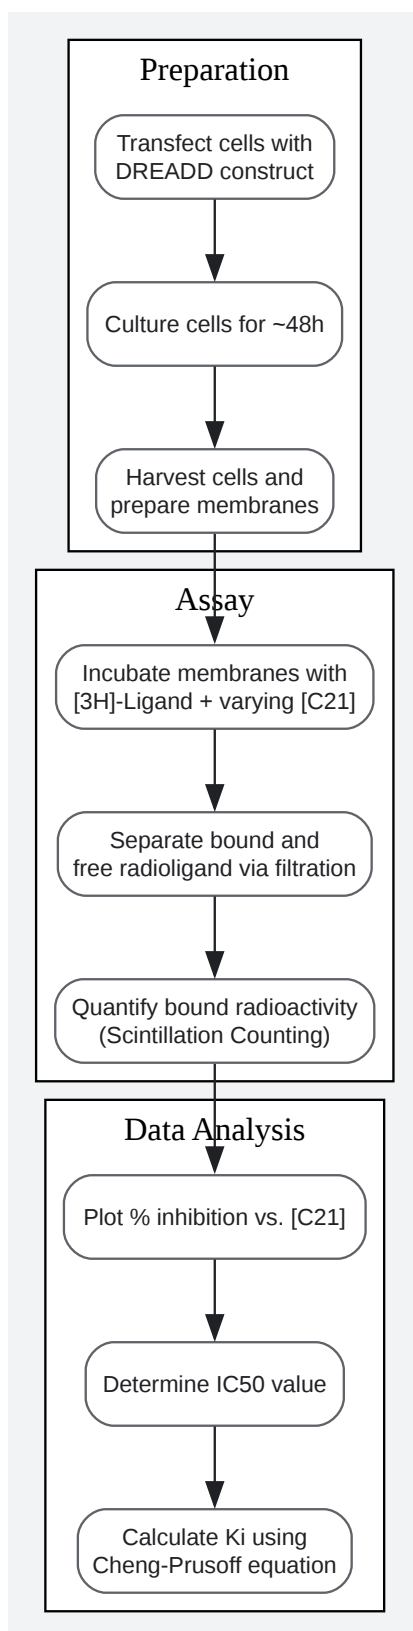 Preparation
Transfect cells with
DREADD construct
Culture cells for ~48h
Harvest cells and
prepare membranes
Assay
Incubate membranes with
[3H]-Ligand + varying [C21]
Separate bound and
free radioligand via filtration
Quantify bound radioactivity
(Scintillation Counting)
Data Analysis
Plot % inhibition vs. [C21]
Determine IC50 value
Calculate Ki using
Cheng-Prusoff equation